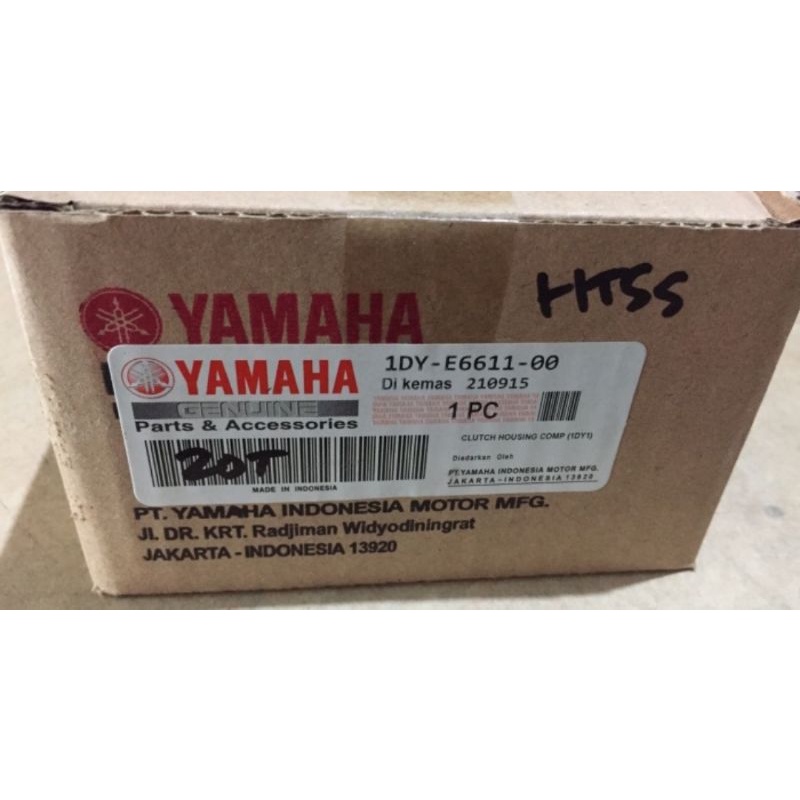 YAMAHA
HTSS
YAMAHA
GENUINE
Parts & Accessories
20T
MADE IN INDONESIA
1DY-E6611-00
Di kemas 210915
1 PC
CLUTCH HOUSING COMP (1DY1)
Diedarkan Oleh
PT.YAMAHA INDONESIA MOTOR MFG.
JAKARTA-INDONESIA 13920
PT. YAMAHA INDONESIA MOTOR MFG.
Jl. DR. KRT. Radjiman Widyodiningrat
JAKARTA - INDONESIA 13920